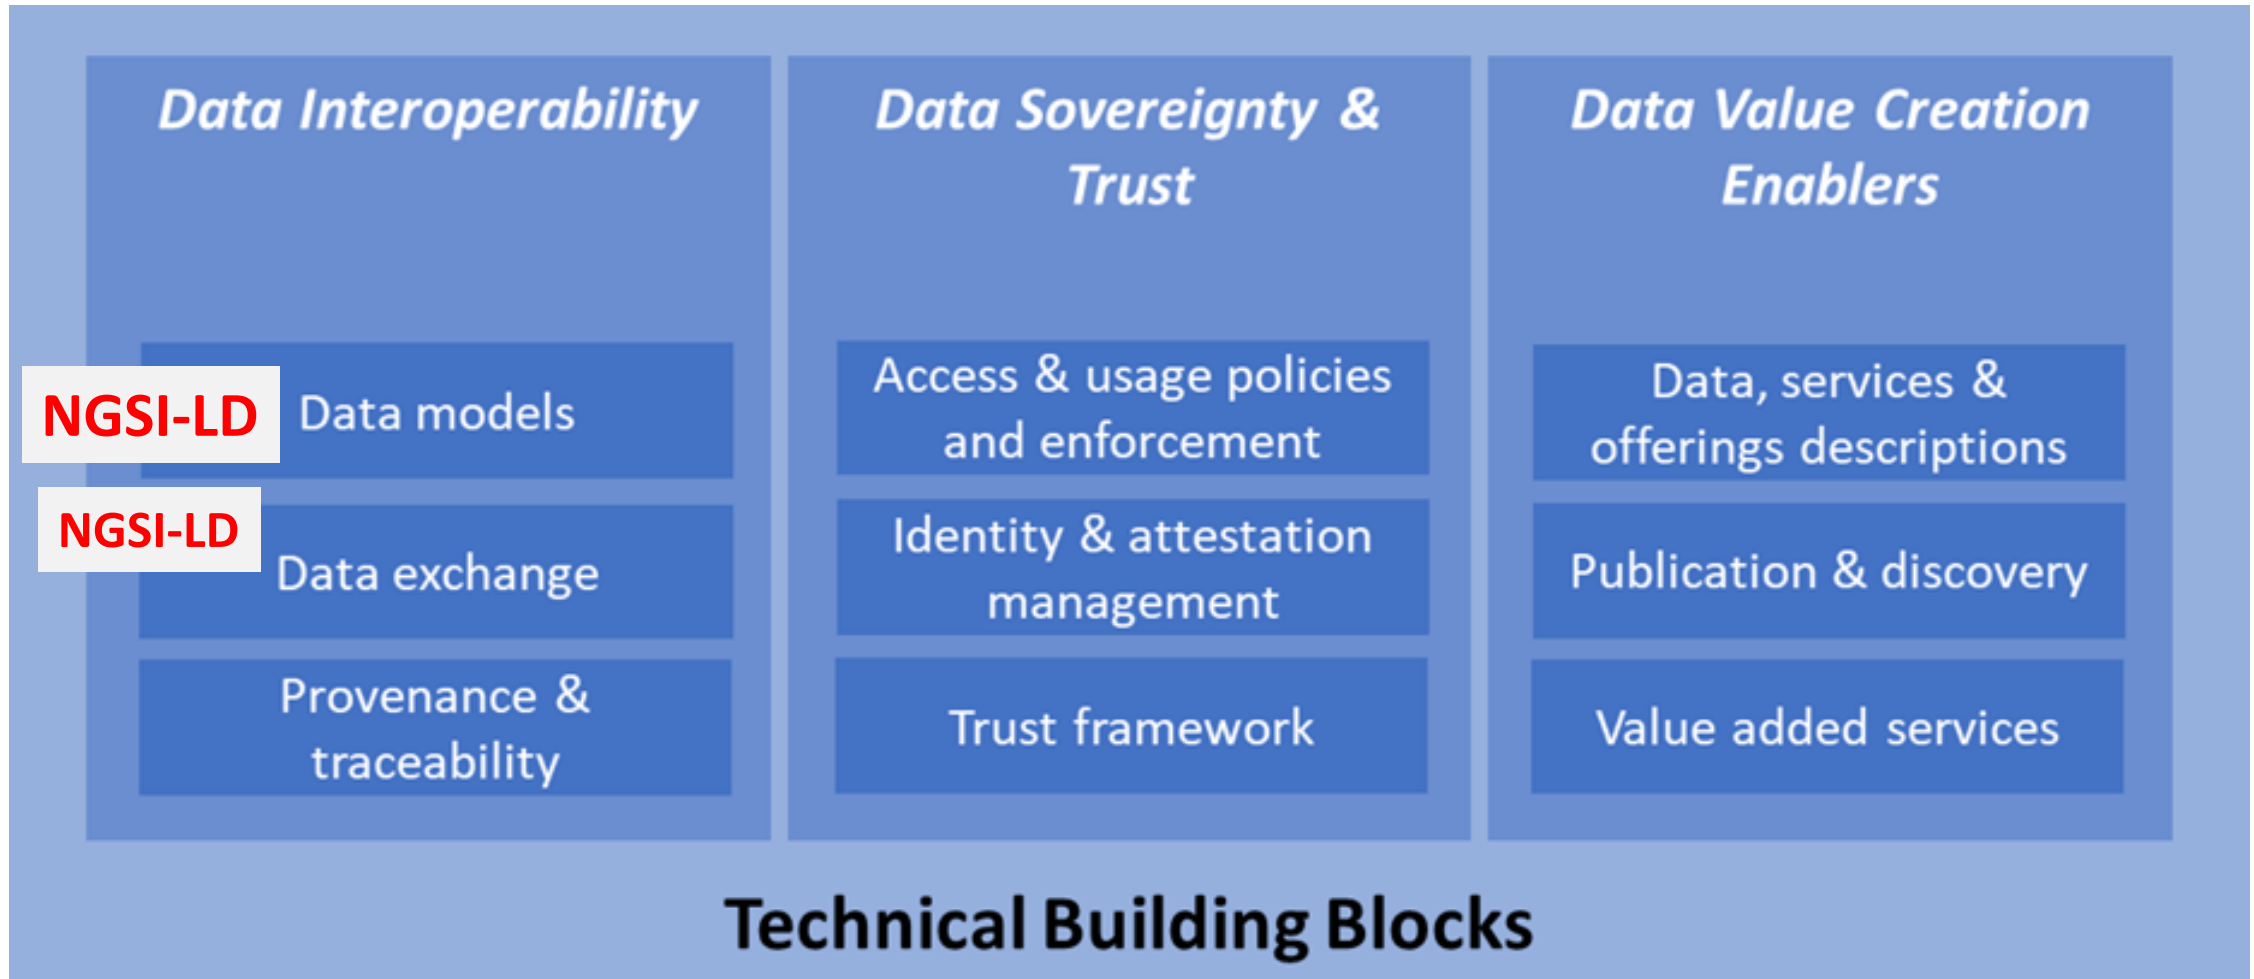 Data Interoperability
NGSI-LD
Data models
NGSI-LD
Data exchange
Provenance &
traceability
Data Sovereignty &
Trust
Access & usage policies
and enforcement
Identity & attestation
management
Trust framework
Data Value Creation
Enablers
Data, services &
offerings descriptions
Publication & discovery
Value added services
Technical Building Blocks